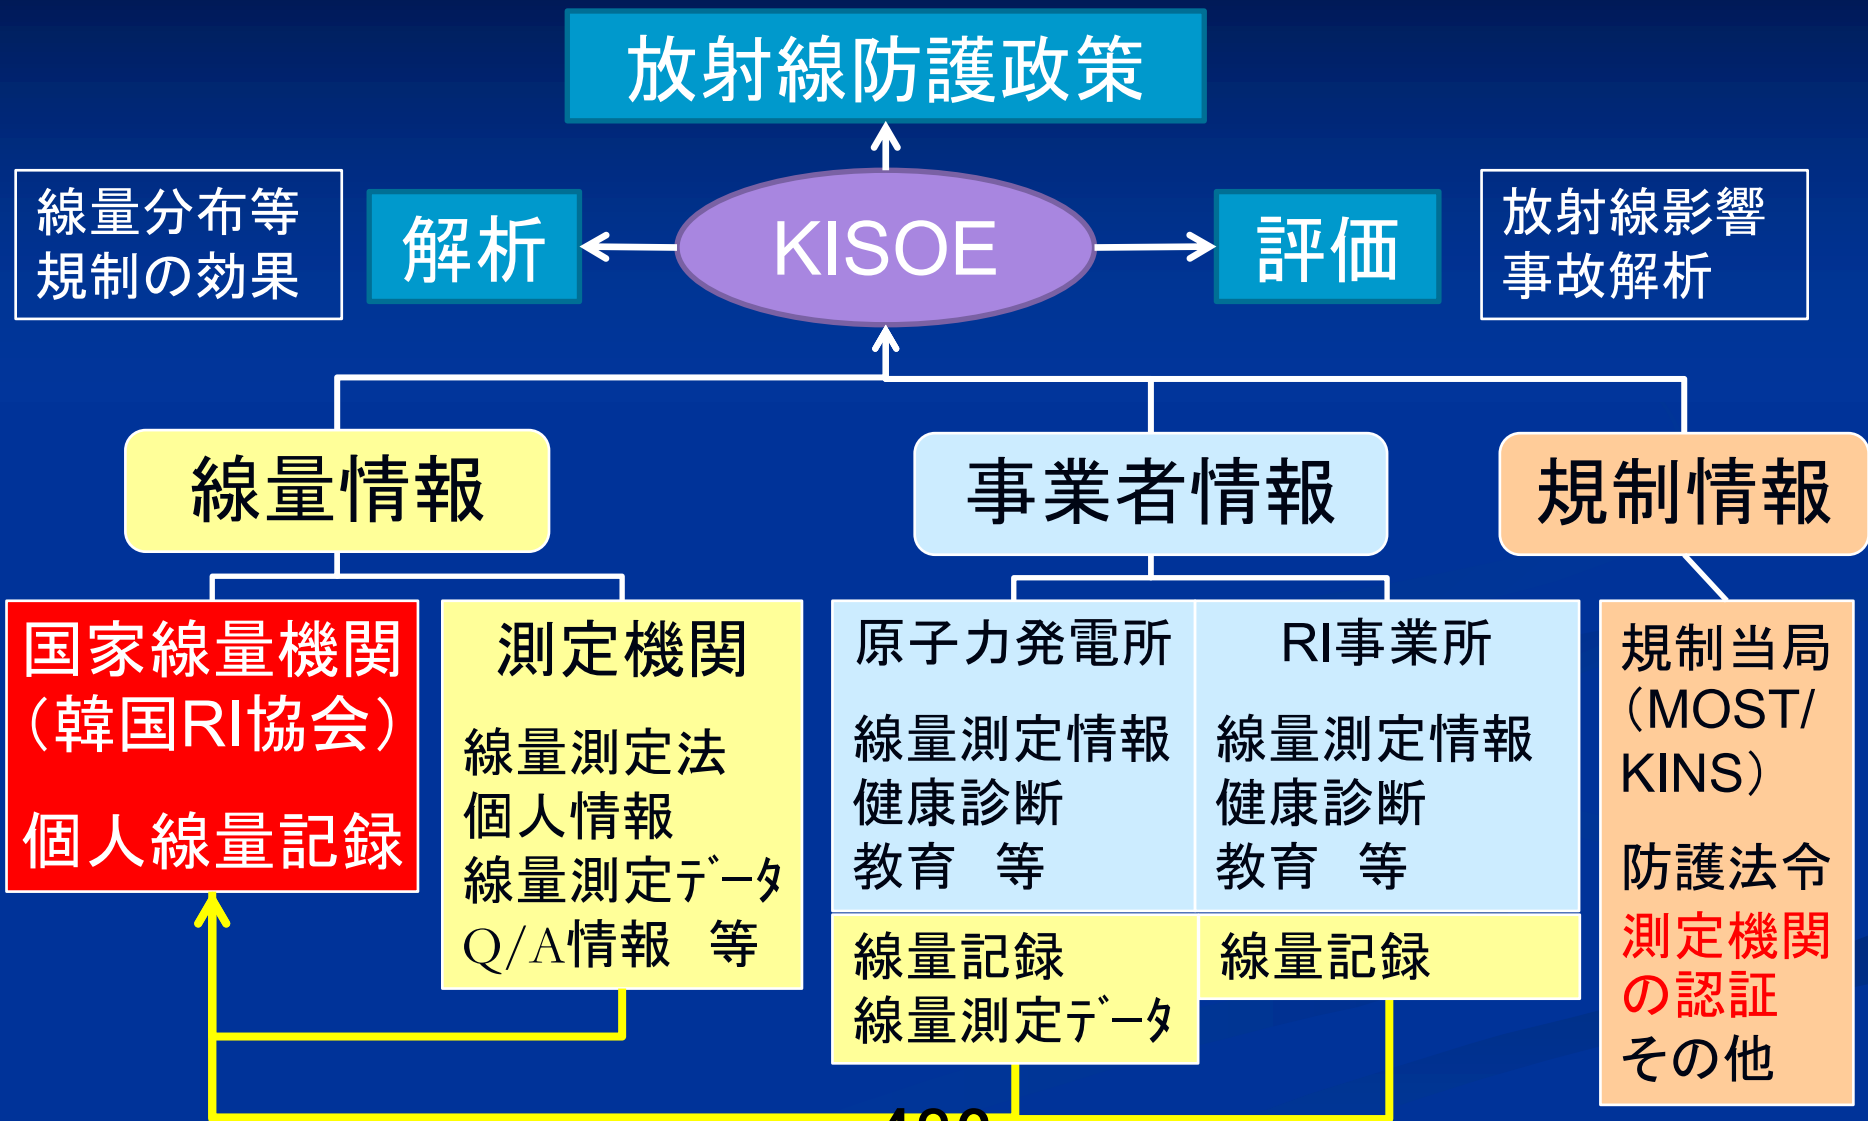 放射線防護政策
線量分布等
規制の効果
解析
KISOE
評価
放射線影響
事故解析
線量情報
事業者情報
規制情報
国家線量機関
（韓国RI協会）
個人線量記録
測定機関
線量測定法
個人情報
線量測定ﾃﾞｰﾀ
Q/A情報　等
原子力発電所
線量測定情報
健康診断
教育　等
線量記録
線量測定ﾃﾞｰﾀ
RI事業所
線量測定情報
健康診断
教育　等
線量記録
規制当局
（MOST/
KINS）
防護法令
測定機関
の認証
その他